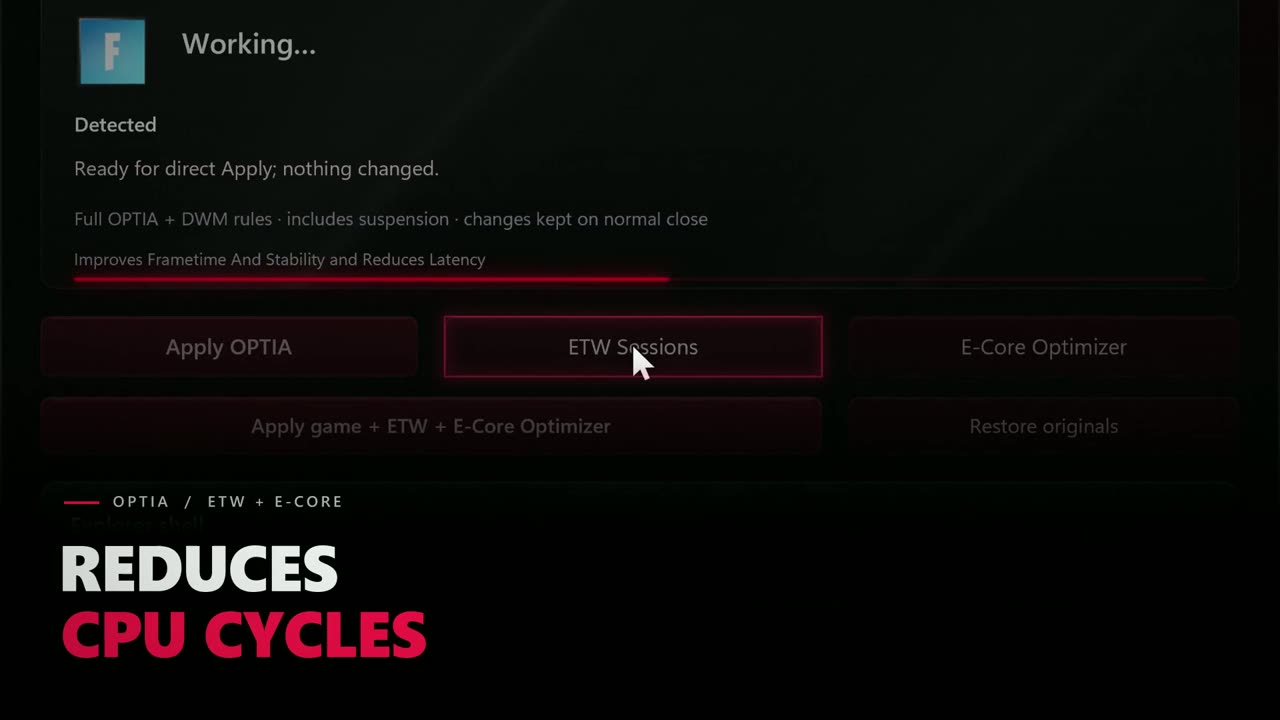 F
Working...
Detected
Ready for direct Apply; nothing changed.
Full OPTIA + DWM rules · includes suspension · changes kept on normal close
Improves Frametime And Stability and Reduces Latency
Apply OPTIA
ETW Sessions
E-Core Optimizer
Apply game + ETW + E-Core Optimizer
Restore originals
OPTIA / ETW + E-CORE
Explorer shell
REDUCES
CPU CYCLES